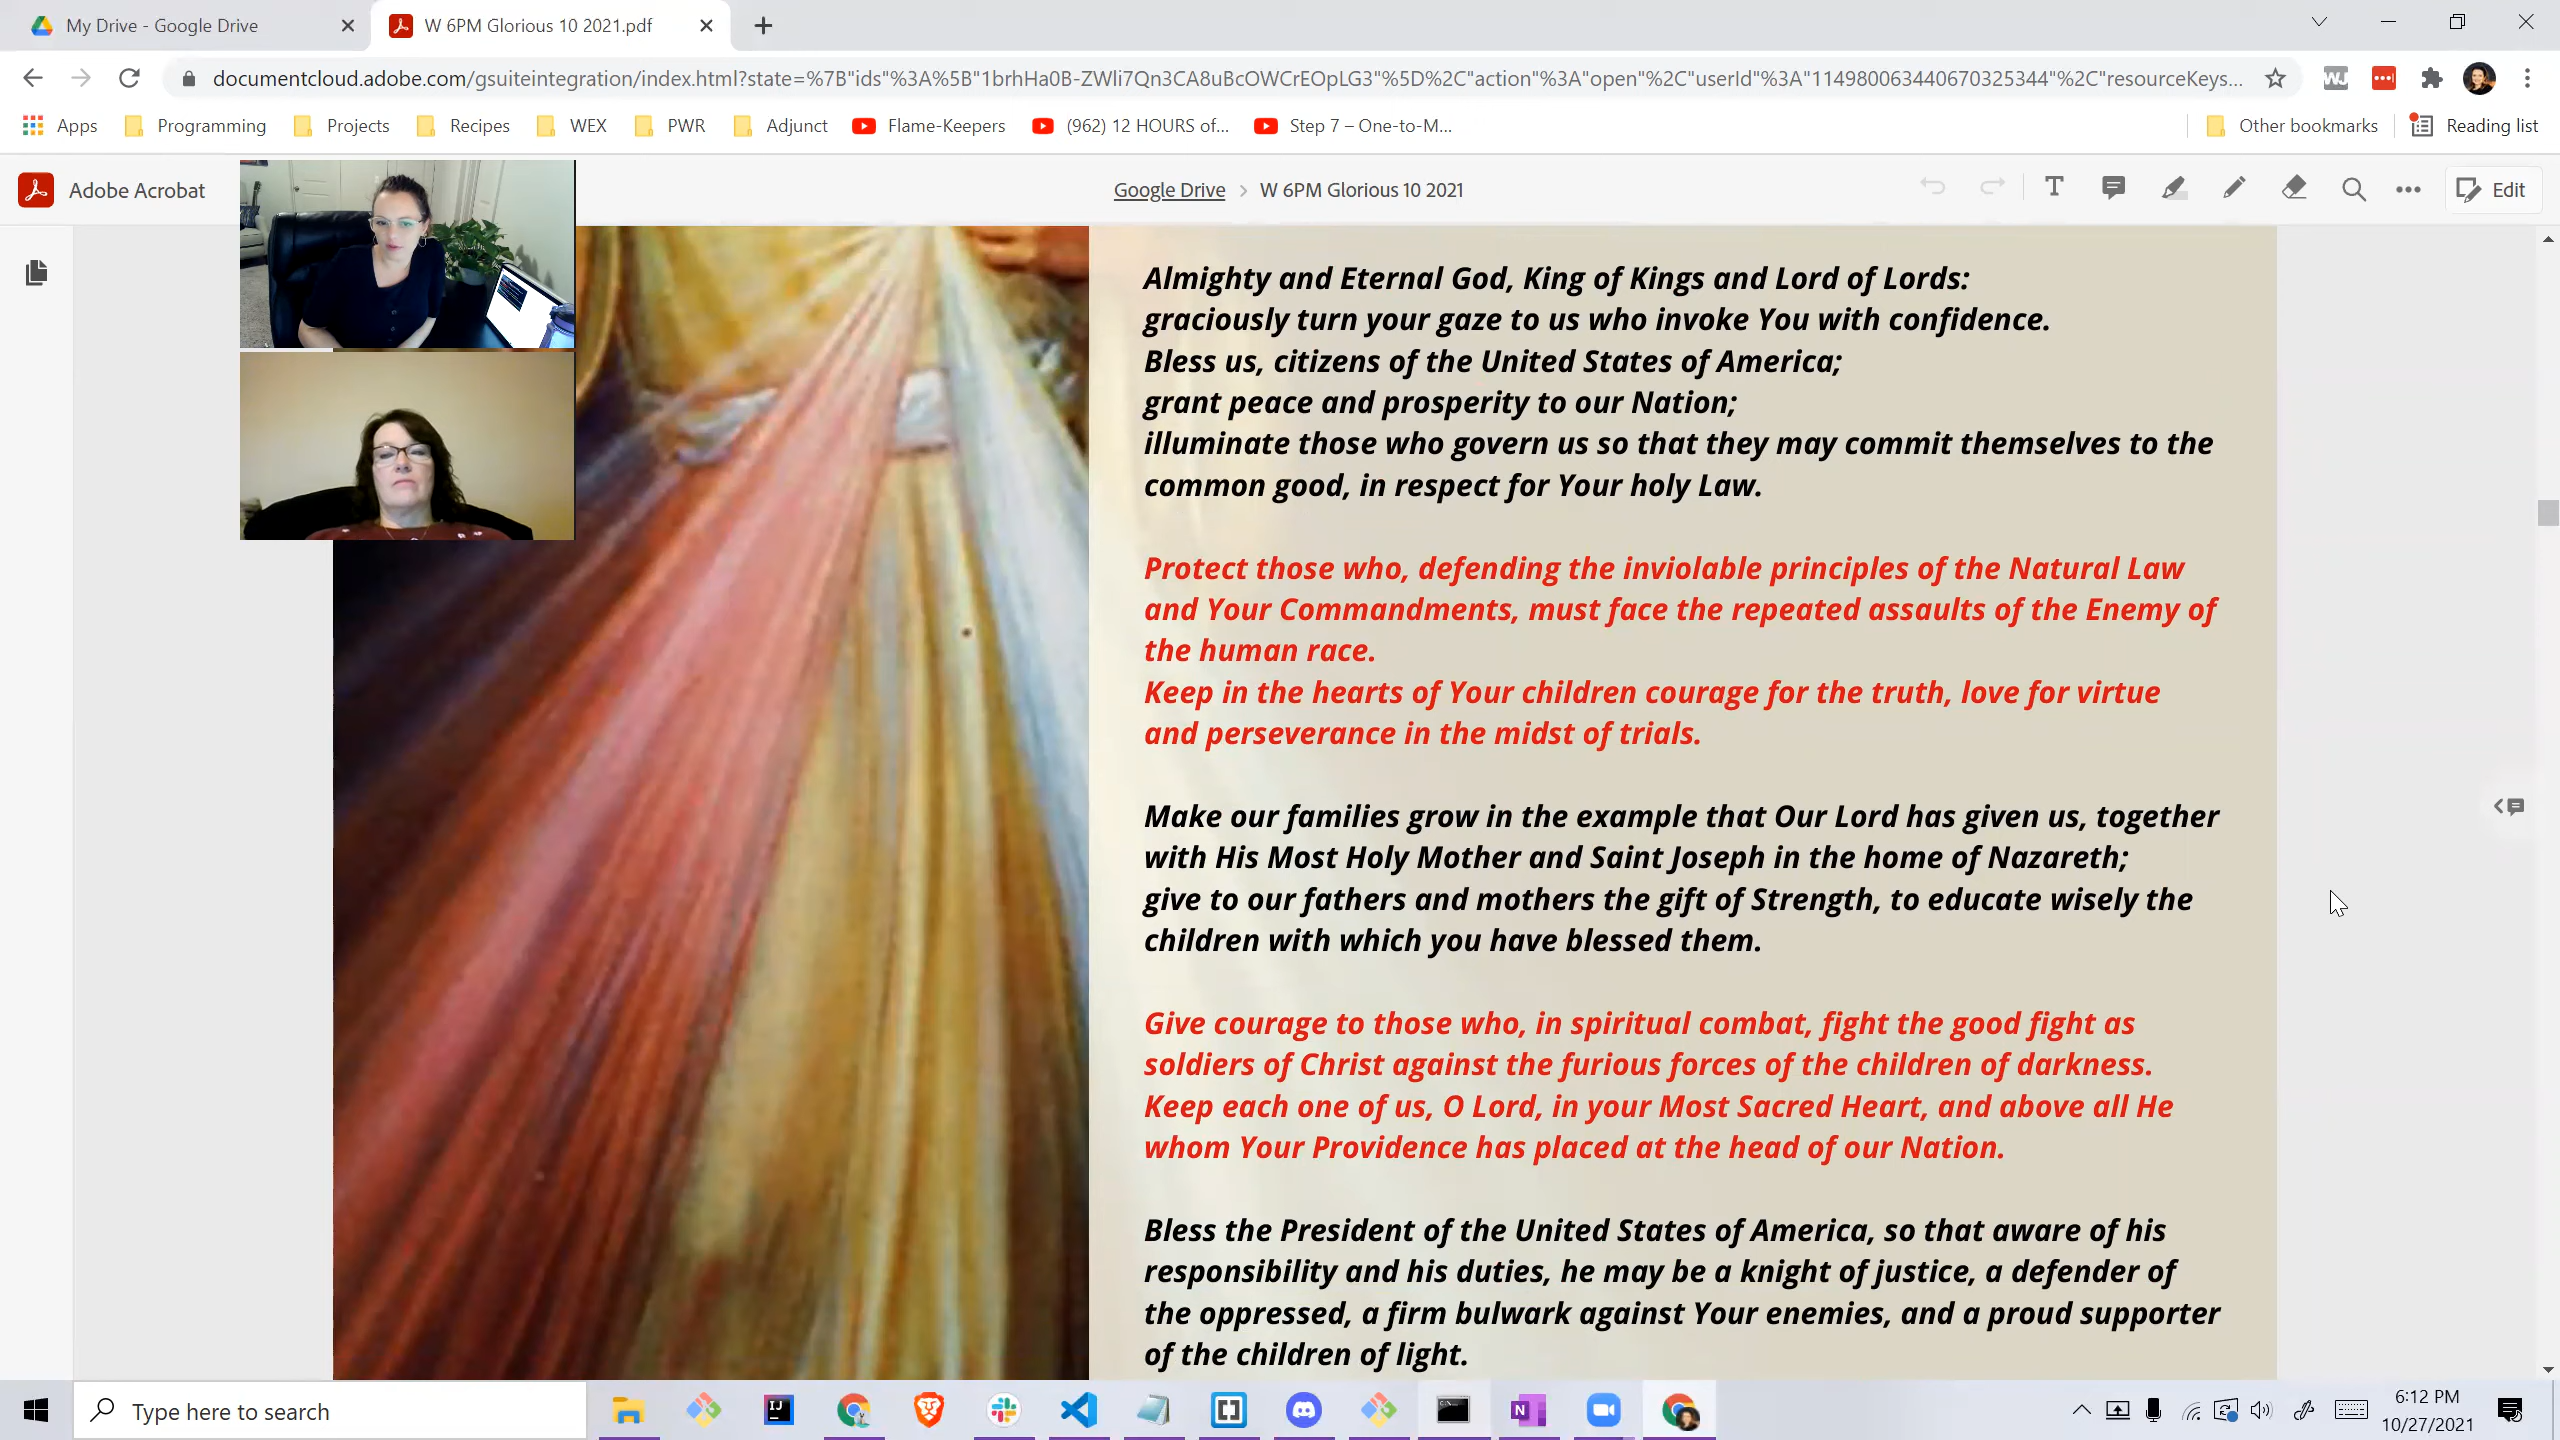 My Drive - Google Drive
W 6PM Glorious 10 2021.pdf
documentcloud.adobe.com/gsuiteintegration/index.html?state=%7B"ids"%3A%5B"1brhHa0B-ZWli7Qn3CA8uBcOWCrEOpLG3"%5D%2C"action"%3A"open"%2C"userId"%3A"114980063440670325344"%2C"resourceKeys...
Apps Programming Projects Recipes WEX PWR Adjunct Flame-Keepers (962) 12 HOURS of... Step 7 – One-to-M... Other bookmarks Reading list
Adobe Acrobat
Google Drive > W 6PM Glorious 10 2021
Edit
Almighty and Eternal God, King of Kings and Lord of Lords:
graciously turn your gaze to us who invoke You with confidence.
Bless us, citizens of the United States of America;
grant peace and prosperity to our Nation;
illuminate those who govern us so that they may commit themselves to the
common good, in respect for Your holy Law.
Protect those who, defending the inviolable principles of the Natural Law
and Your Commandments, must face the repeated assaults of the Enemy of
the human race.
Keep in the hearts of Your children courage for the truth, love for virtue
and perseverance in the midst of trials.
Make our families grow in the example that Our Lord has given us, together
with His Most Holy Mother and Saint Joseph in the home of Nazareth;
give to our fathers and mothers the gift of Strength, to educate wisely the
children with which you have blessed them.
Give courage to those who, in spiritual combat, fight the good fight as
soldiers of Christ against the furious forces of the children of darkness.
Keep each one of us, O Lord, in your Most Sacred Heart, and above all He
whom Your Providence has placed at the head of our Nation.
Bless the President of the United States of America, so that aware of his
responsibility and his duties, he may be a knight of justice, a defender of
the oppressed, a firm bulwark against Your enemies, and a proud supporter
of the children of light.
Type here to search
6:12 PM
10/27/2021